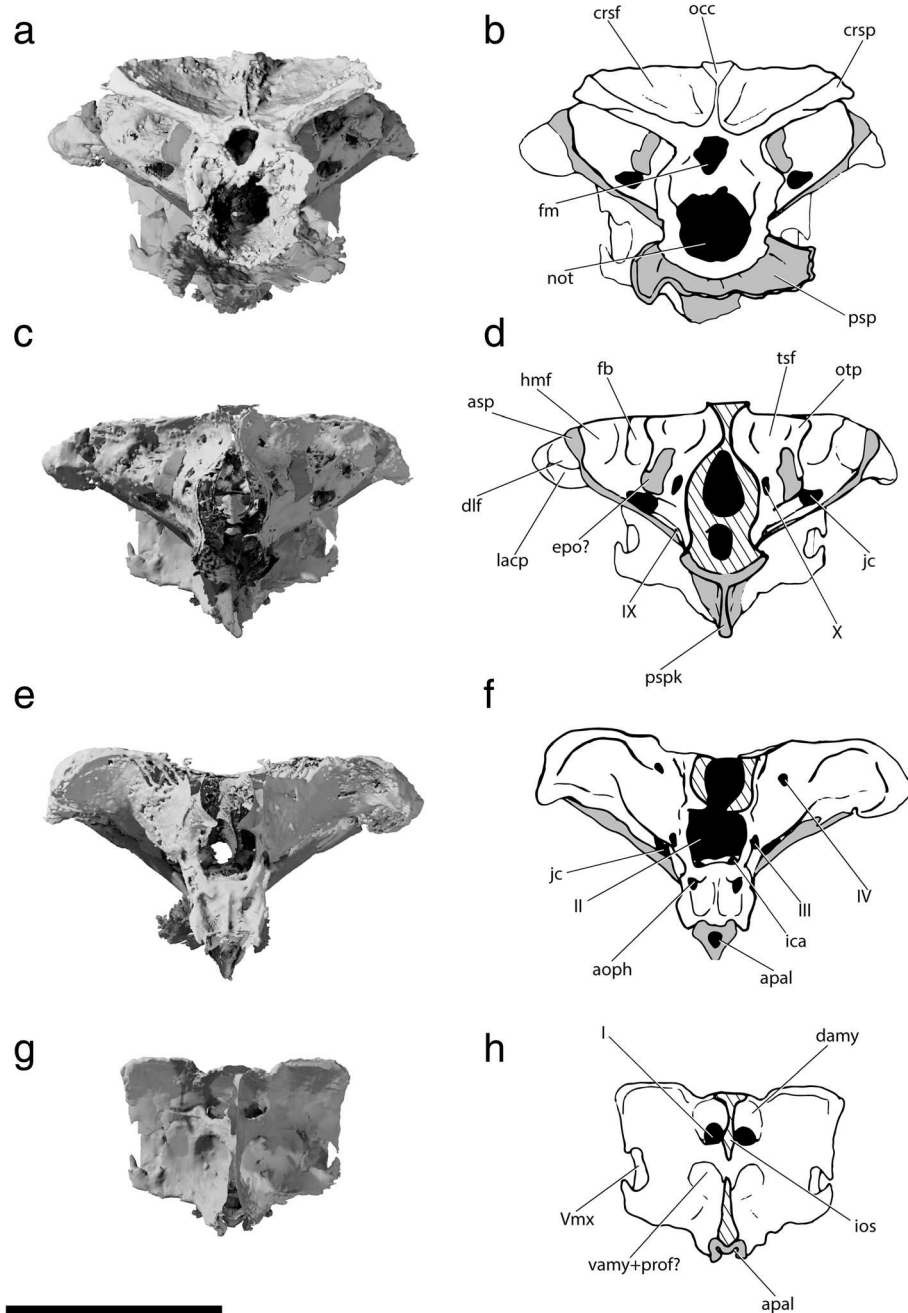 a
b
crsf
occ
crsp
fm
not
psp
c
d
asp
hmf
fb
tsf
otp
dlf
lacp
epo?
IX
pspk
X
jc
e
f
jc
II
aoph
III
ica
IV
apal
g
h
I
damy
Vmx
ios
vamy+prof?
apal